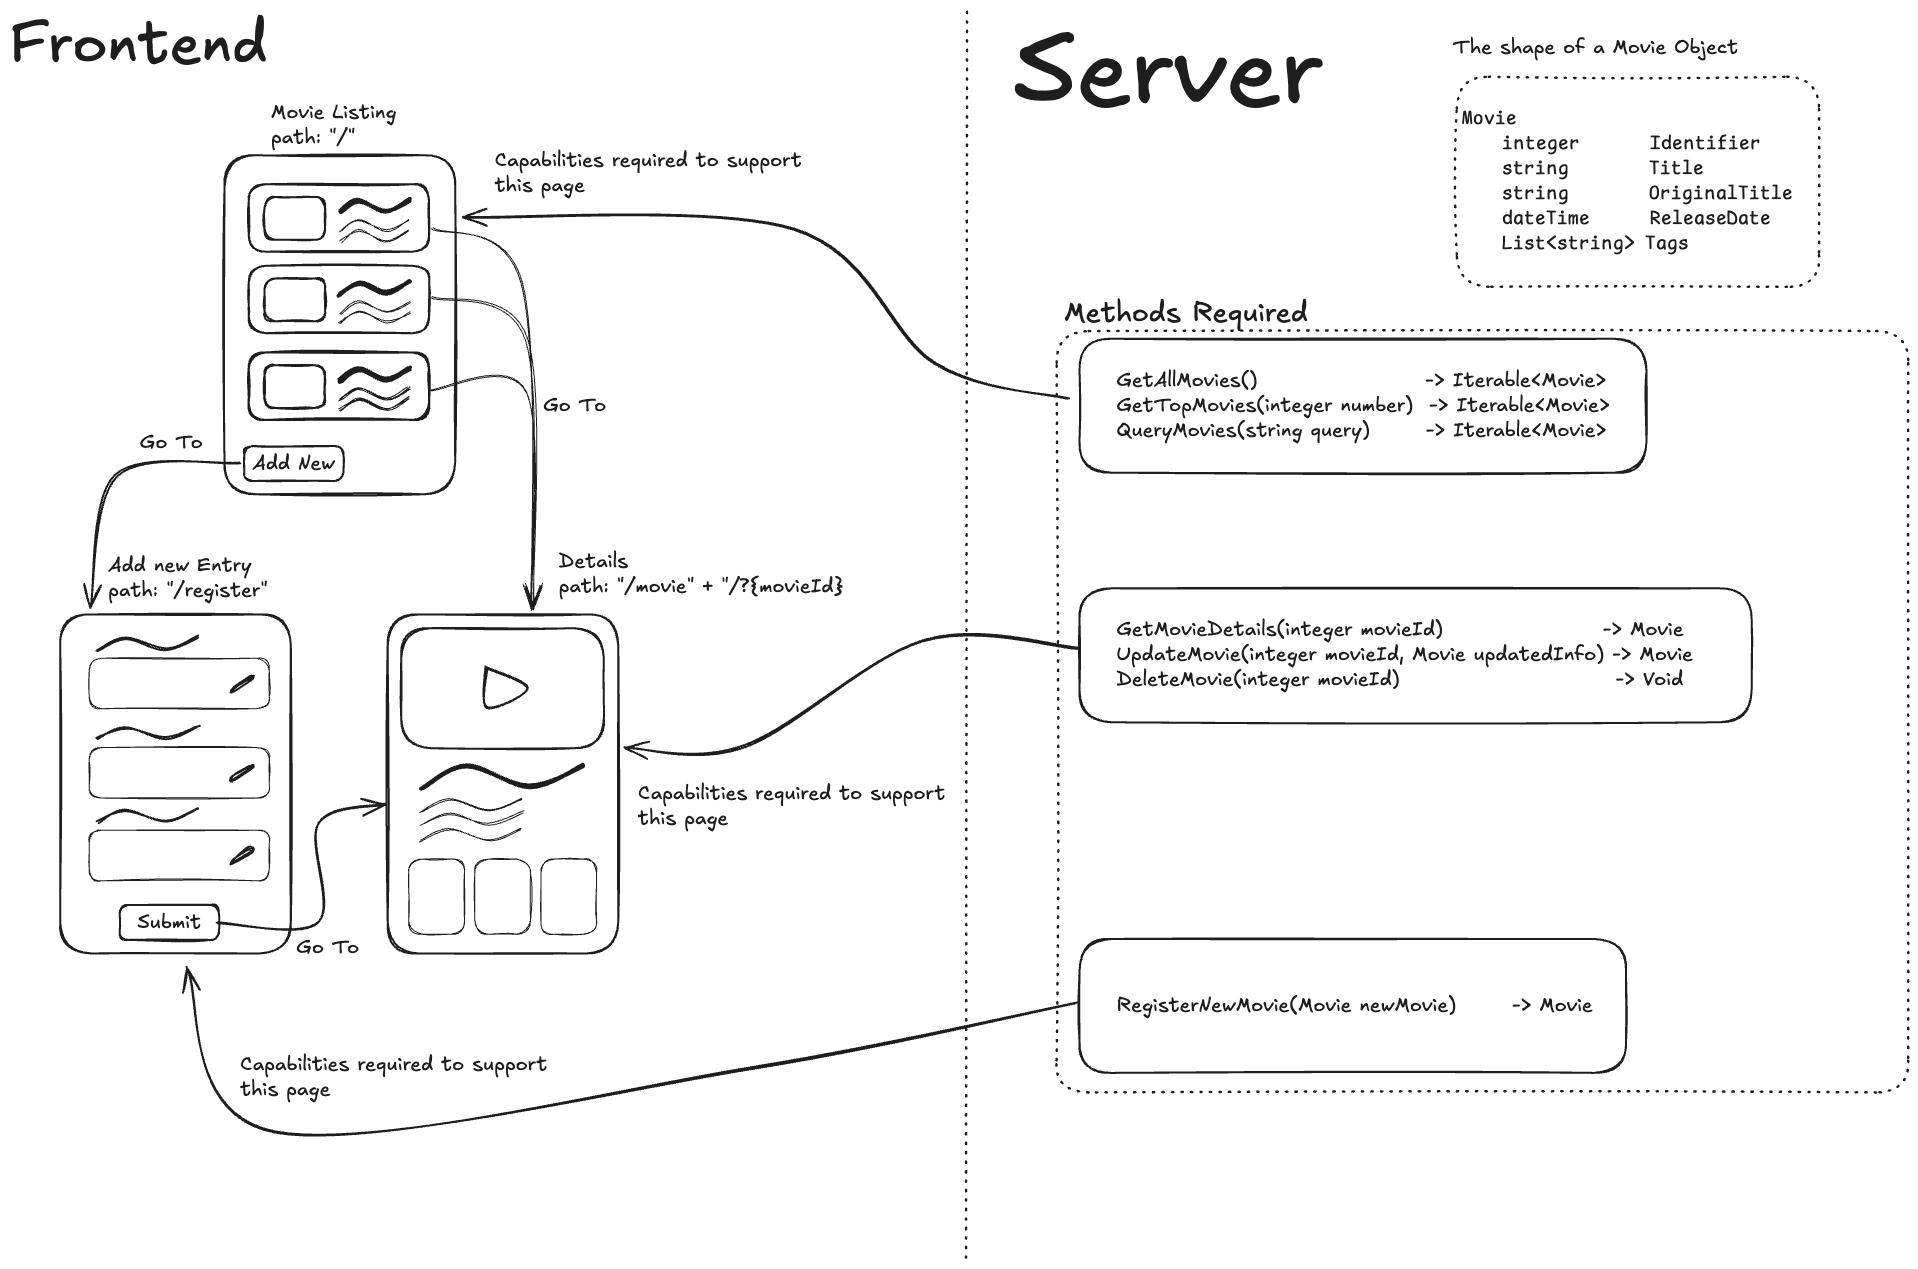 Frontend
Server
The shape of a Movie Object
Movie
integer Identifier
string Title
string OriginalTitle
dateTime ReleaseDate
List<string> Tags
Movie Listing
path: "/"
Capabilities required to support
this page
Go To
Go To
Add New
Methods Required
GetAllMovies() -> Iterable<Movie>
GetTopMovies(integer number) -> Iterable<Movie>
QueryMovies(string query) -> Iterable<Movie>
Add new Entry
path: "/register"
Details
path: "/movie" + "/?{movieId}
GetMovieDetails(integer movieId) -> Movie
UpdateMovie(integer movieId, Movie updatedInfo) -> Movie
DeleteMovie(integer movieId) -> Void
Capabilities required to support
this page
Submit
Go To
RegisterNewMovie(Movie newMovie) -> Movie
Capabilities required to support
this page